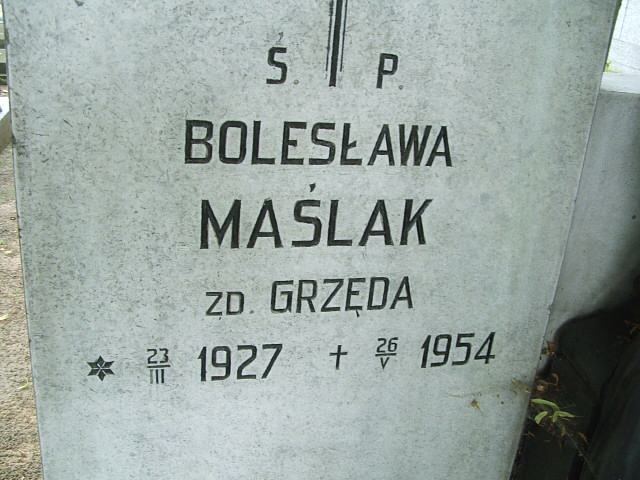 Ś. P.
BOLESŁAWA
MAŚLAK
ZD. GRZĘDA
23/III 1927 † 26/V 1954